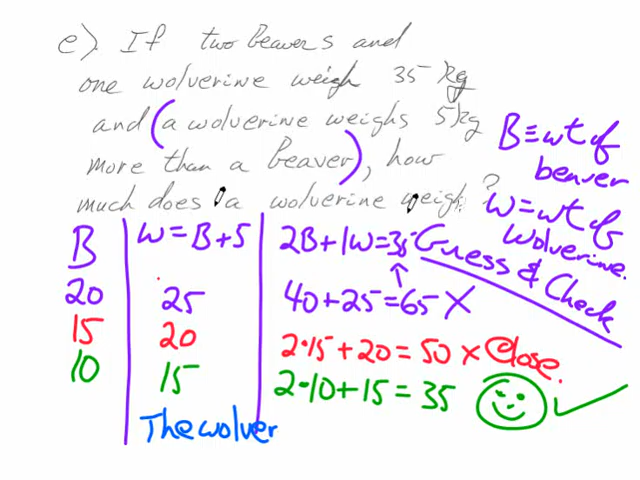 e). If two Beavers and
one wolverine weigh 35 kg
and (a wolverine weighs 5 kg
more than a Beaver), how
much does a wolverine weigh?
B ≡ wt of
beaver
W = wt of
Wolverine.
Guess & Check
B | W = B + 5 | 2B + 1W = 35
20 | 25 | 40 + 25 = 65 X
15 | 20 | 2·15 + 20 = 50 X Close.
10 | 15 | 2·10 + 15 = 35
The wolver